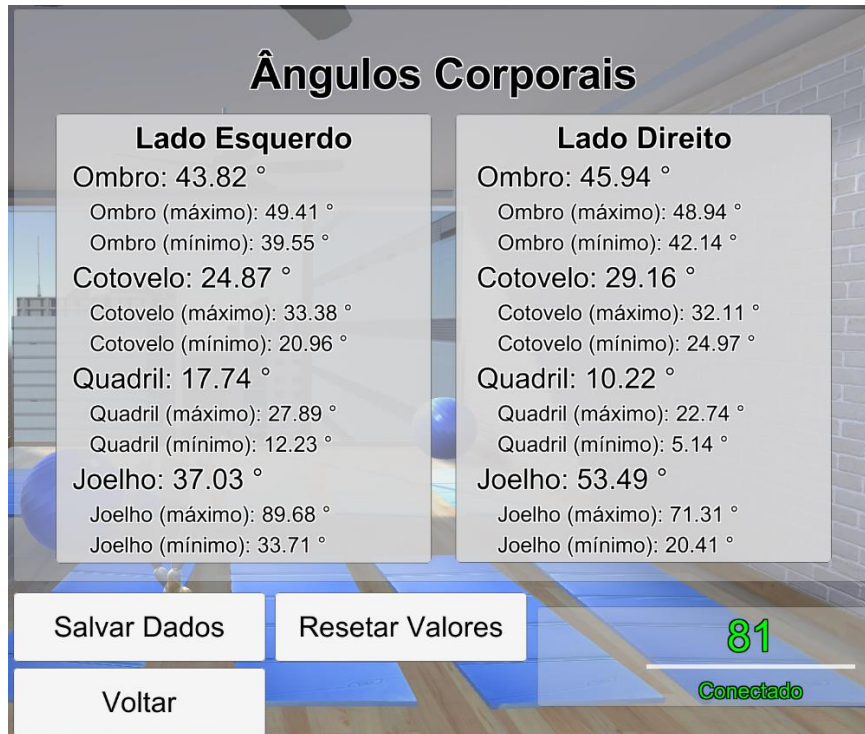 Ângulos Corporais
Lado Esquerdo
Ombro: 43.82 °
Ombro (máximo): 49.41 °
Ombro (mínimo): 39.55 °
Cotovelo: 24.87 °
Cotovelo (máximo): 33.38 °
Cotovelo (mínimo): 20.96 °
Quadril: 17.74 °
Quadril (máximo): 27.89 °
Quadril (mínimo): 12.23 °
Joelho: 37.03 °
Joelho (máximo): 89.68 °
Joelho (mínimo): 33.71 °
Lado Direito
Ombro: 45.94 °
Ombro (máximo): 48.94 °
Ombro (mínimo): 42.14 °
Cotovelo: 29.16 °
Cotovelo (máximo): 32.11 °
Cotovelo (mínimo): 24.97 °
Quadril: 10.22 °
Quadril (máximo): 22.74 °
Quadril (mínimo): 5.14 °
Joelho: 53.49 °
Joelho (máximo): 71.31 °
Joelho (mínimo): 20.41 °
Salvar Dados
Resetar Valores
Voltar
81
Conectado